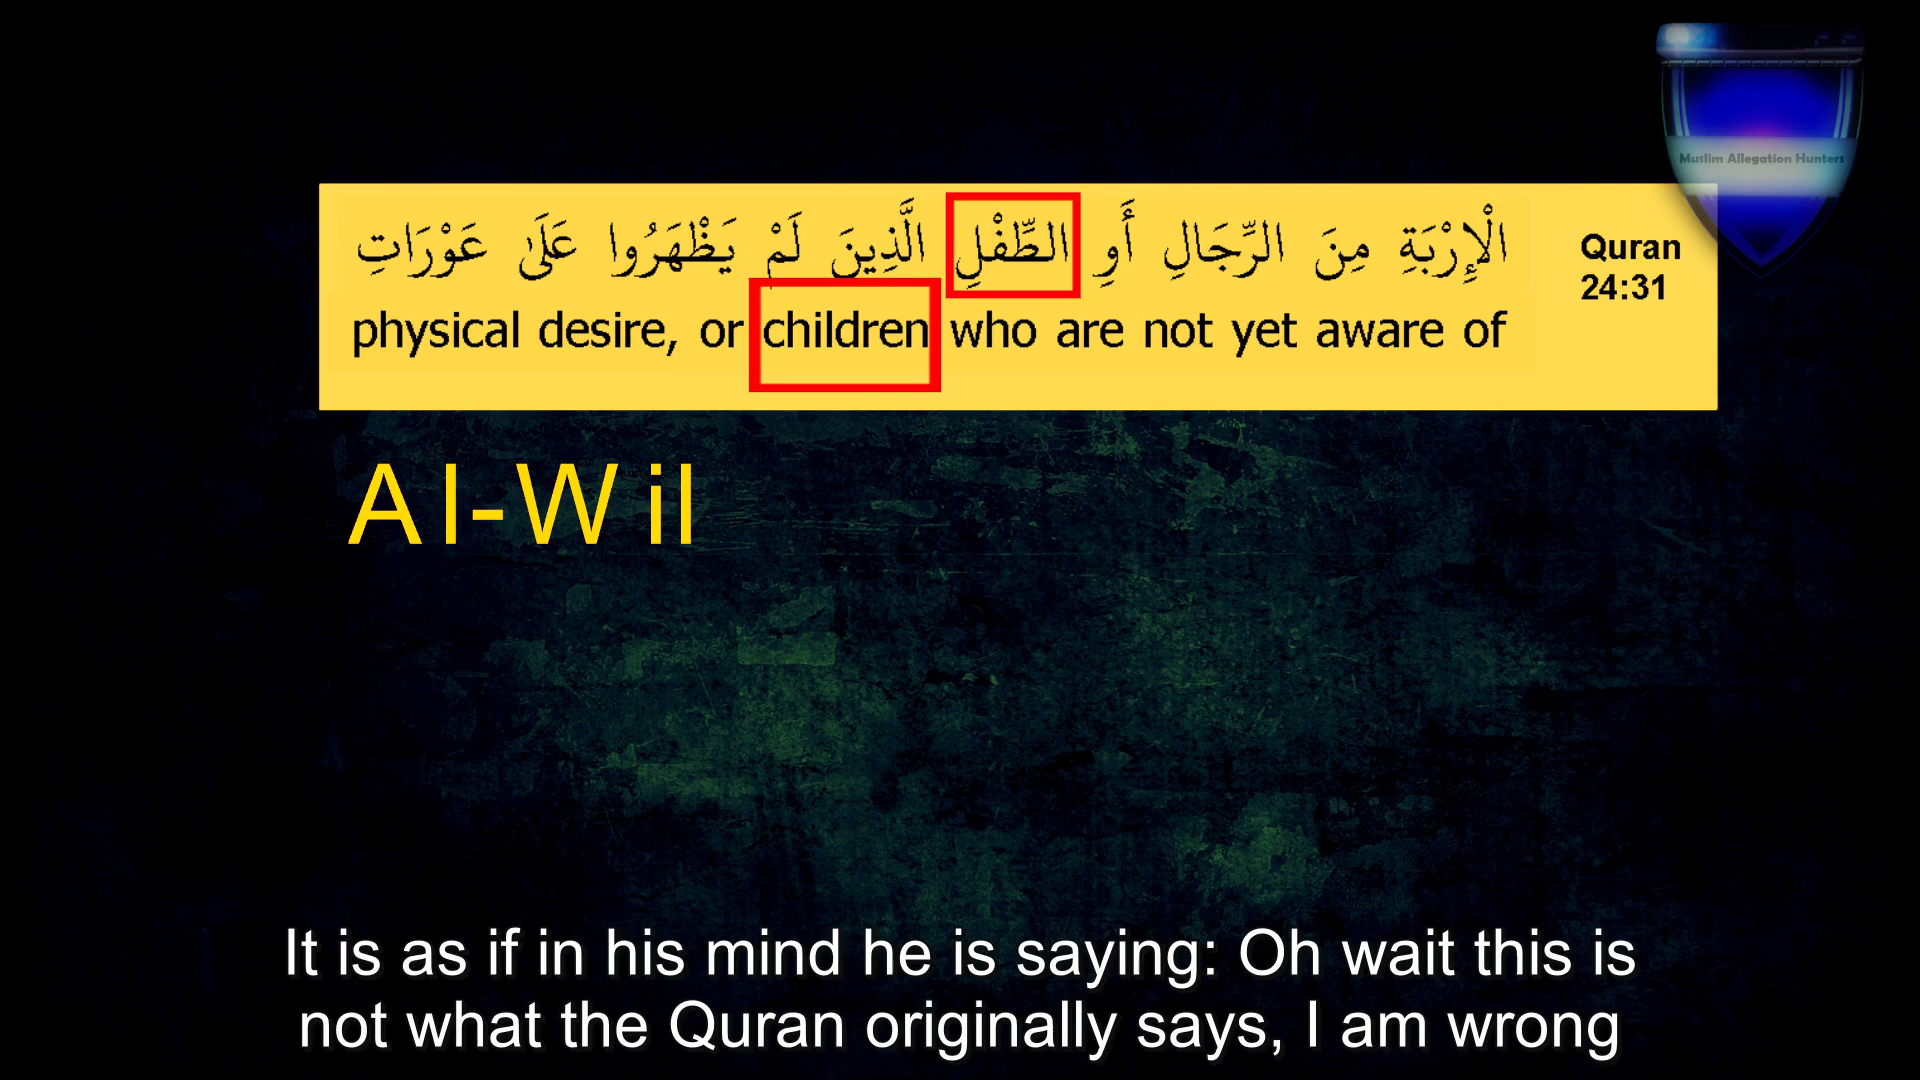 Muslim Allegation Hunters
الْإِرْبَةِ مِنَ الرِّجَالِ أَوِ الطِّفْلِ الَّذِينَ لَمْ يَظْهَرُوا عَلَىٰ عَوْرَاتِ
physical desire, or children who are not yet aware of
Quran
24:31
Al-Wil
It is as if in his mind he is saying: Oh wait this is
not what the Quran originally says, I am wrong